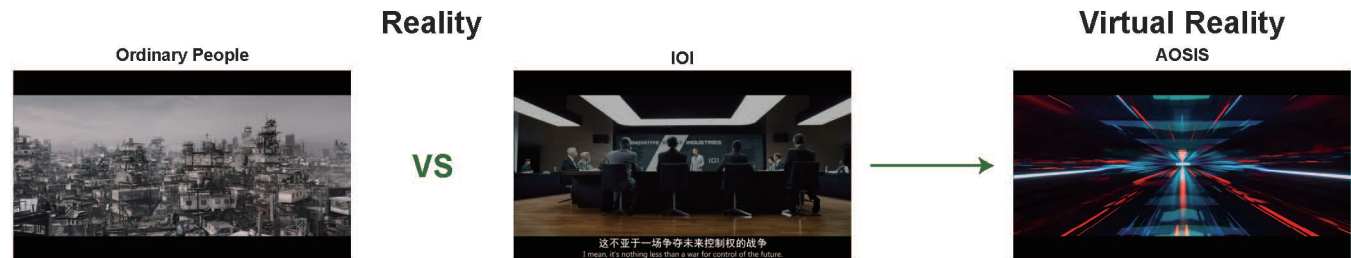 Reality
Virtual Reality
Ordinary People
IOI
AOSIS
VS
INNOVATIVE INDUSTRIES
IOI
这不亚于一场争夺未来控制权的战争
I mean, it's nothing less than a war for control of the future.